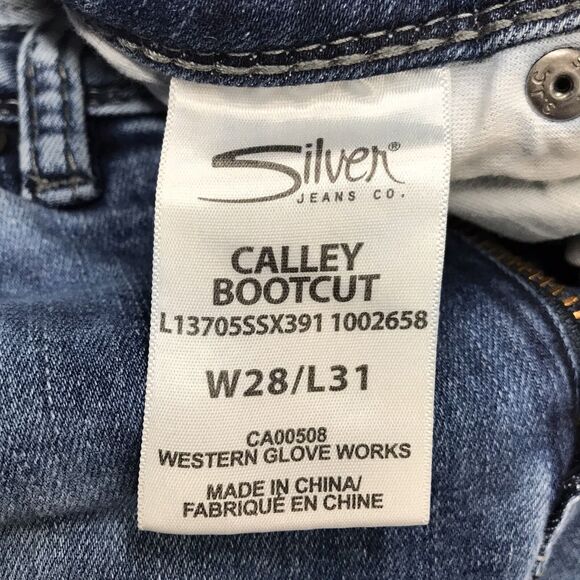 Silver®
JEANS CO.
CALLEY
BOOTCUT
L13705SSX391 1002658
W28/L31
CA00508
WESTERN GLOVE WORKS
MADE IN CHINA/
FABRIQUÉ EN CHINE